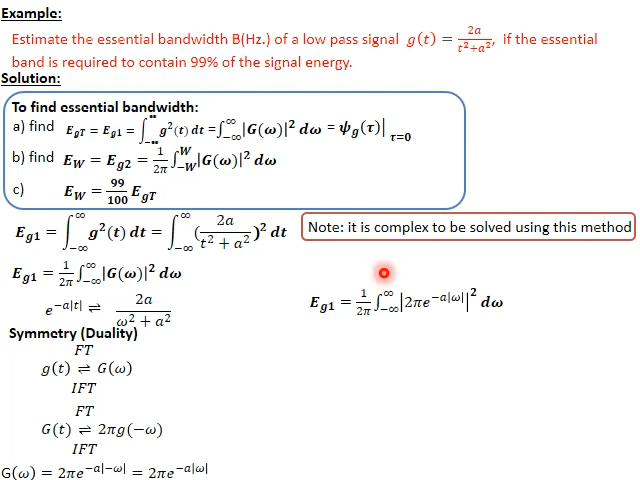 Example:
Estimate the essential bandwidth B(Hz.) of a low pass signal g(t) = 2a/(t²+a²), if the essential
band is required to contain 99% of the signal energy.
Solution:
To find essential bandwidth:
a) find E_gT = E_g1 = ∫_{-∞}^{∞} g²(t) dt = ∫_{-∞}^{∞} |G(ω)|² dω = ψ_g(τ)|_{τ=0}
b) find E_W = E_g2 = 1/2π ∫_{-W}^{W} |G(ω)|² dω
c) E_W = 99/100 E_gT
E_g1 = ∫_{-∞}^{∞} g²(t) dt = ∫_{-∞}^{∞} (2a/(t² + a²))² dt
Note: it is complex to be solved using this method
E_g1 = 1/2π ∫_{-∞}^{∞} |G(ω)|² dω
e^{-a|t|} ⇌ 2a/(ω² + a²)
E_g1 = 1/2π ∫_{-∞}^{∞} |2πe^{-a|ω|}|² dω
Symmetry (Duality)
FT
g(t) ⇌ G(ω)
IFT
FT
G(t) ⇌ 2πg(−ω)
IFT
G(ω) = 2πe^{-a|-ω|} = 2πe^{-a|ω|}